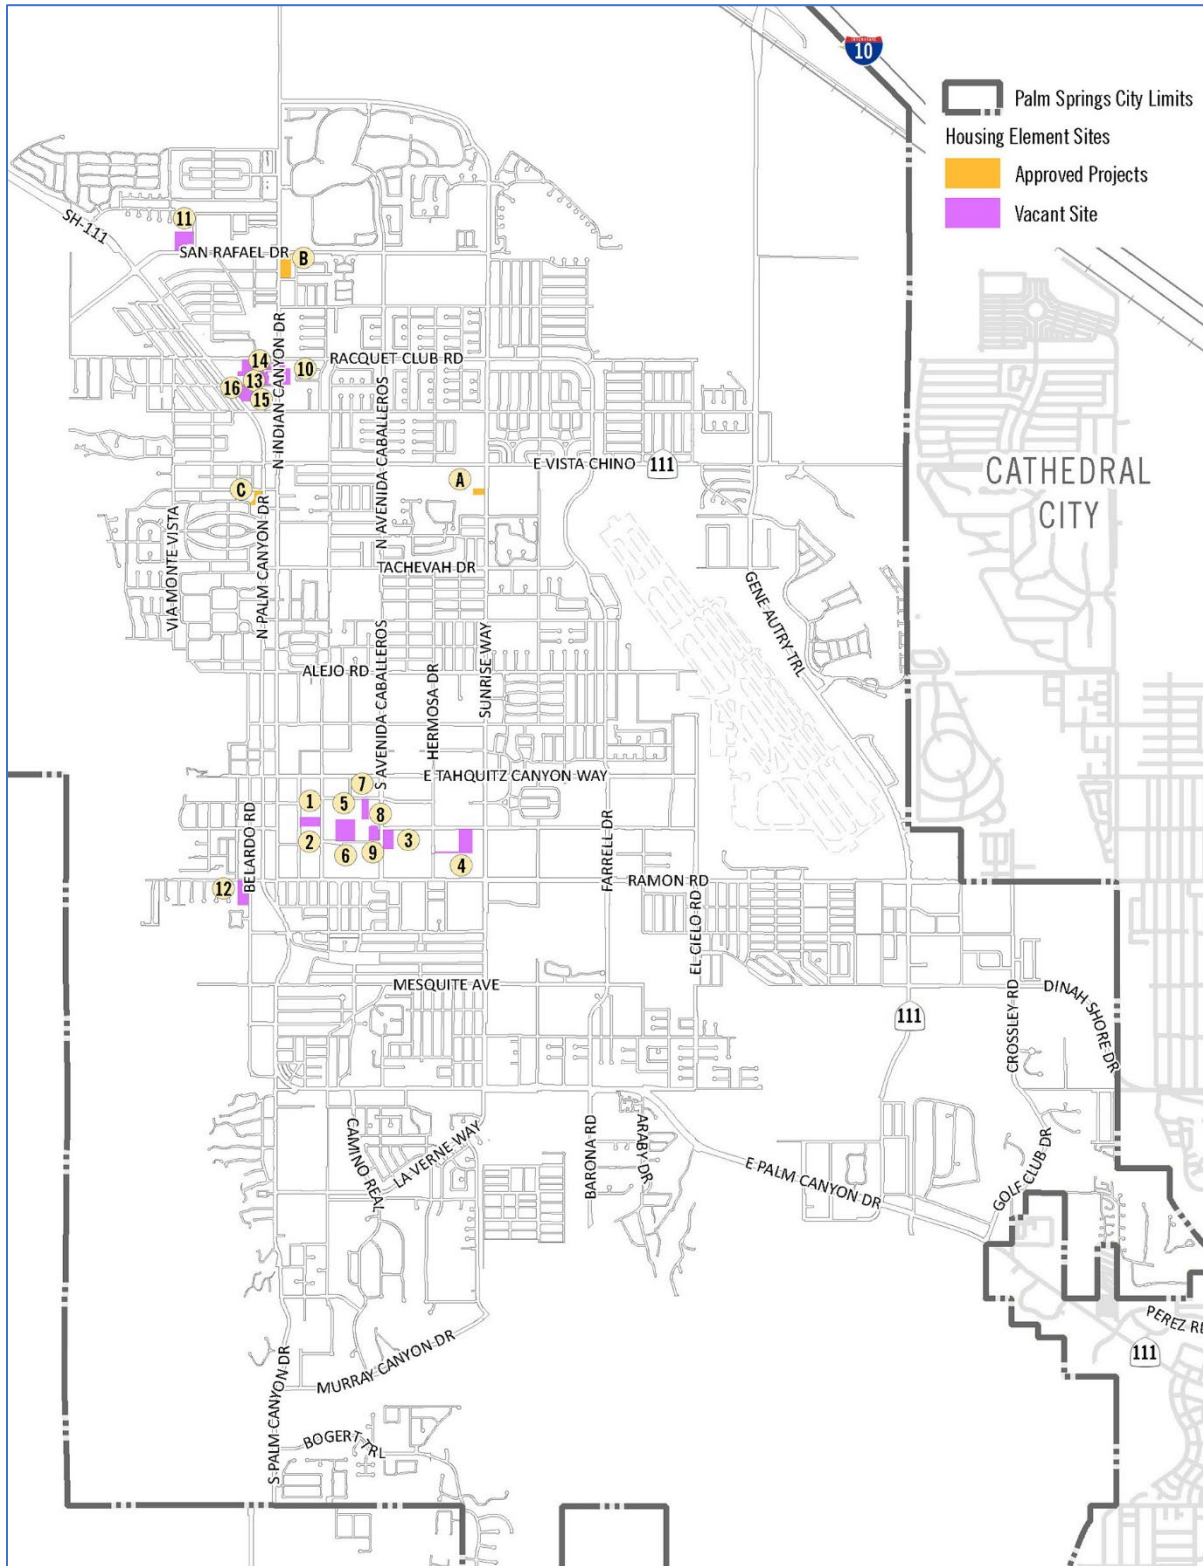 INTERSTATE
10
Palm Springs City Limits
Housing Element Sites
Approved Projects
Vacant Site
SH-111
11
SAN RAFAEL DR
B
N INDIAN CANYON DR
14
RACQUET CLUB RD
10
13
16
15
N AVENIDA CABALLEROS
E VISTA CHINO
111
A
C
CATHEDRAL
CITY
VIA MONTE VISTA
N PALM CANYON DR
TACHEVAH DR
GENE AUTRY TRL
S AVENIDA CABALLEROS
HERMOSA DR
SUNRISE WAY
ALEJO RD
E TAHQUITZ CANYON WAY
7
1
5
8
BELARDO RD
2
6
9
3
4
FARRELL DR
12
RAMON RD
EL CIELO RD
MESQUITE AVE
111
CROSSLEY RD
DINAH SHORE DR
CAMINO REAL
LA VERNE WAY
BARONA RD
ARABY DR
E PALM CANYON DR
GOLF CLUB DR
PEREZ RD
111
S PALM CANYON DR
MURRAY CANYON DR
BOGERT TRL